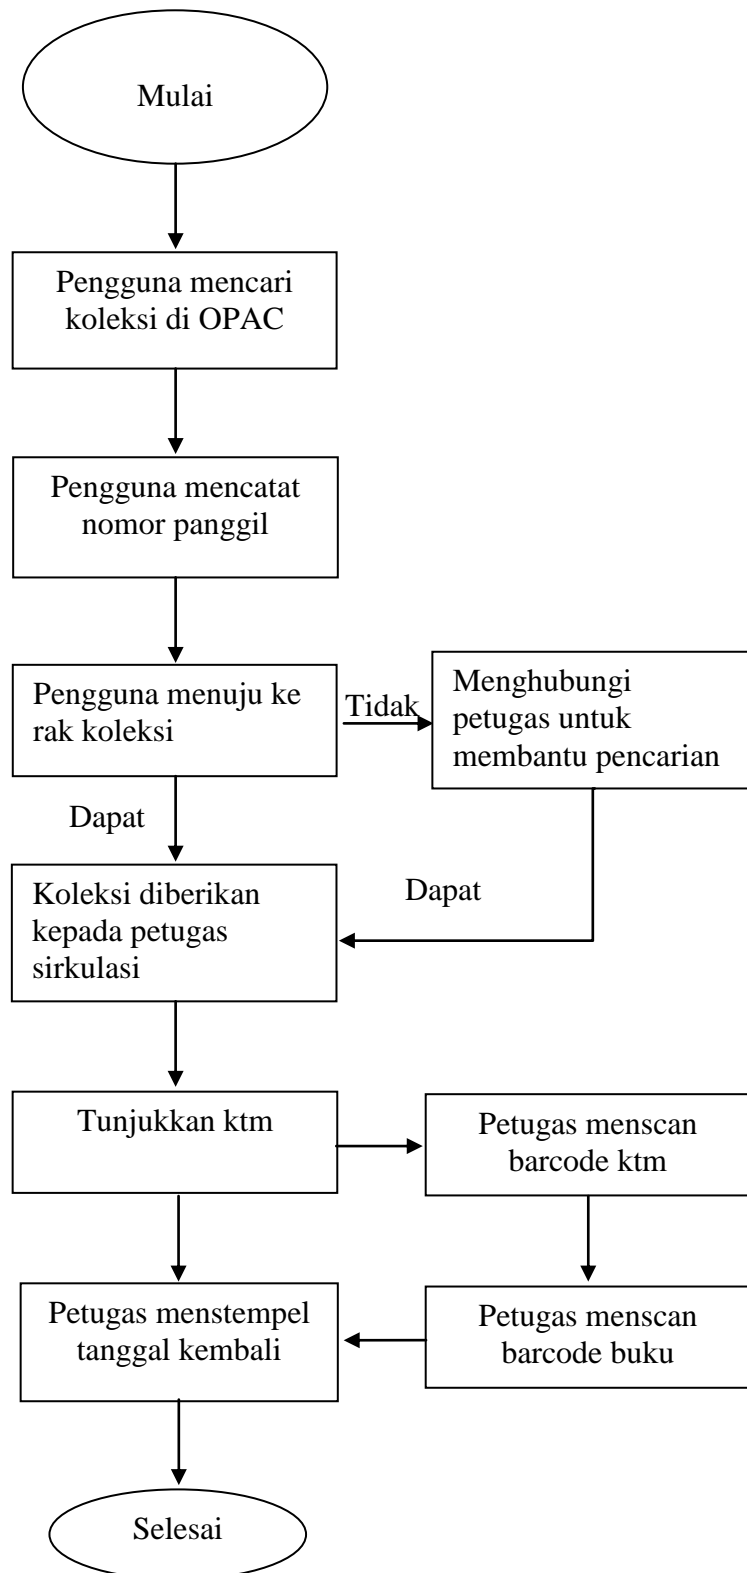 Mulai
Pengguna mencari
koleksi di OPAC
Pengguna mencatat
nomor panggil
Pengguna menuju ke
rak koleksi
Tidak
Menghubungi
petugas untuk
membantu pencarian
Dapat
Koleksi diberikan
kepada petugas
sirkulasi
Dapat
Tunjukkan ktm
Petugas menscan
barcode ktm
Petugas menstempel
tanggal kembali
Petugas menscan
barcode buku
Selesai